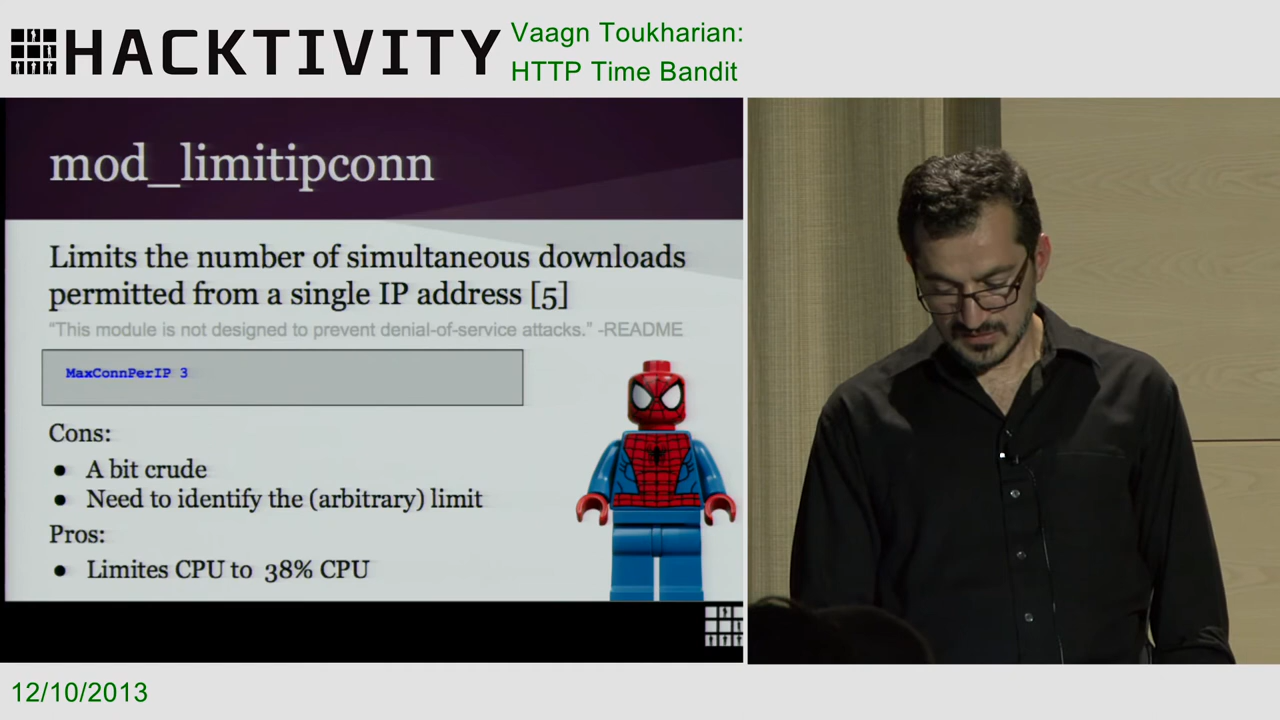 HACKTIVITY
Vaagn Toukharian:
HTTP Time Bandit
mod_limitipconn
Limits the number of simultaneous downloads
permitted from a single IP address [5]
“This module is not designed to prevent denial-of-service attacks.” -README
MaxConnPerIP 3
Cons:
● A bit crude
● Need to identify the (arbitrary) limit
Pros:
● Limites CPU to 38% CPU
12/10/2013